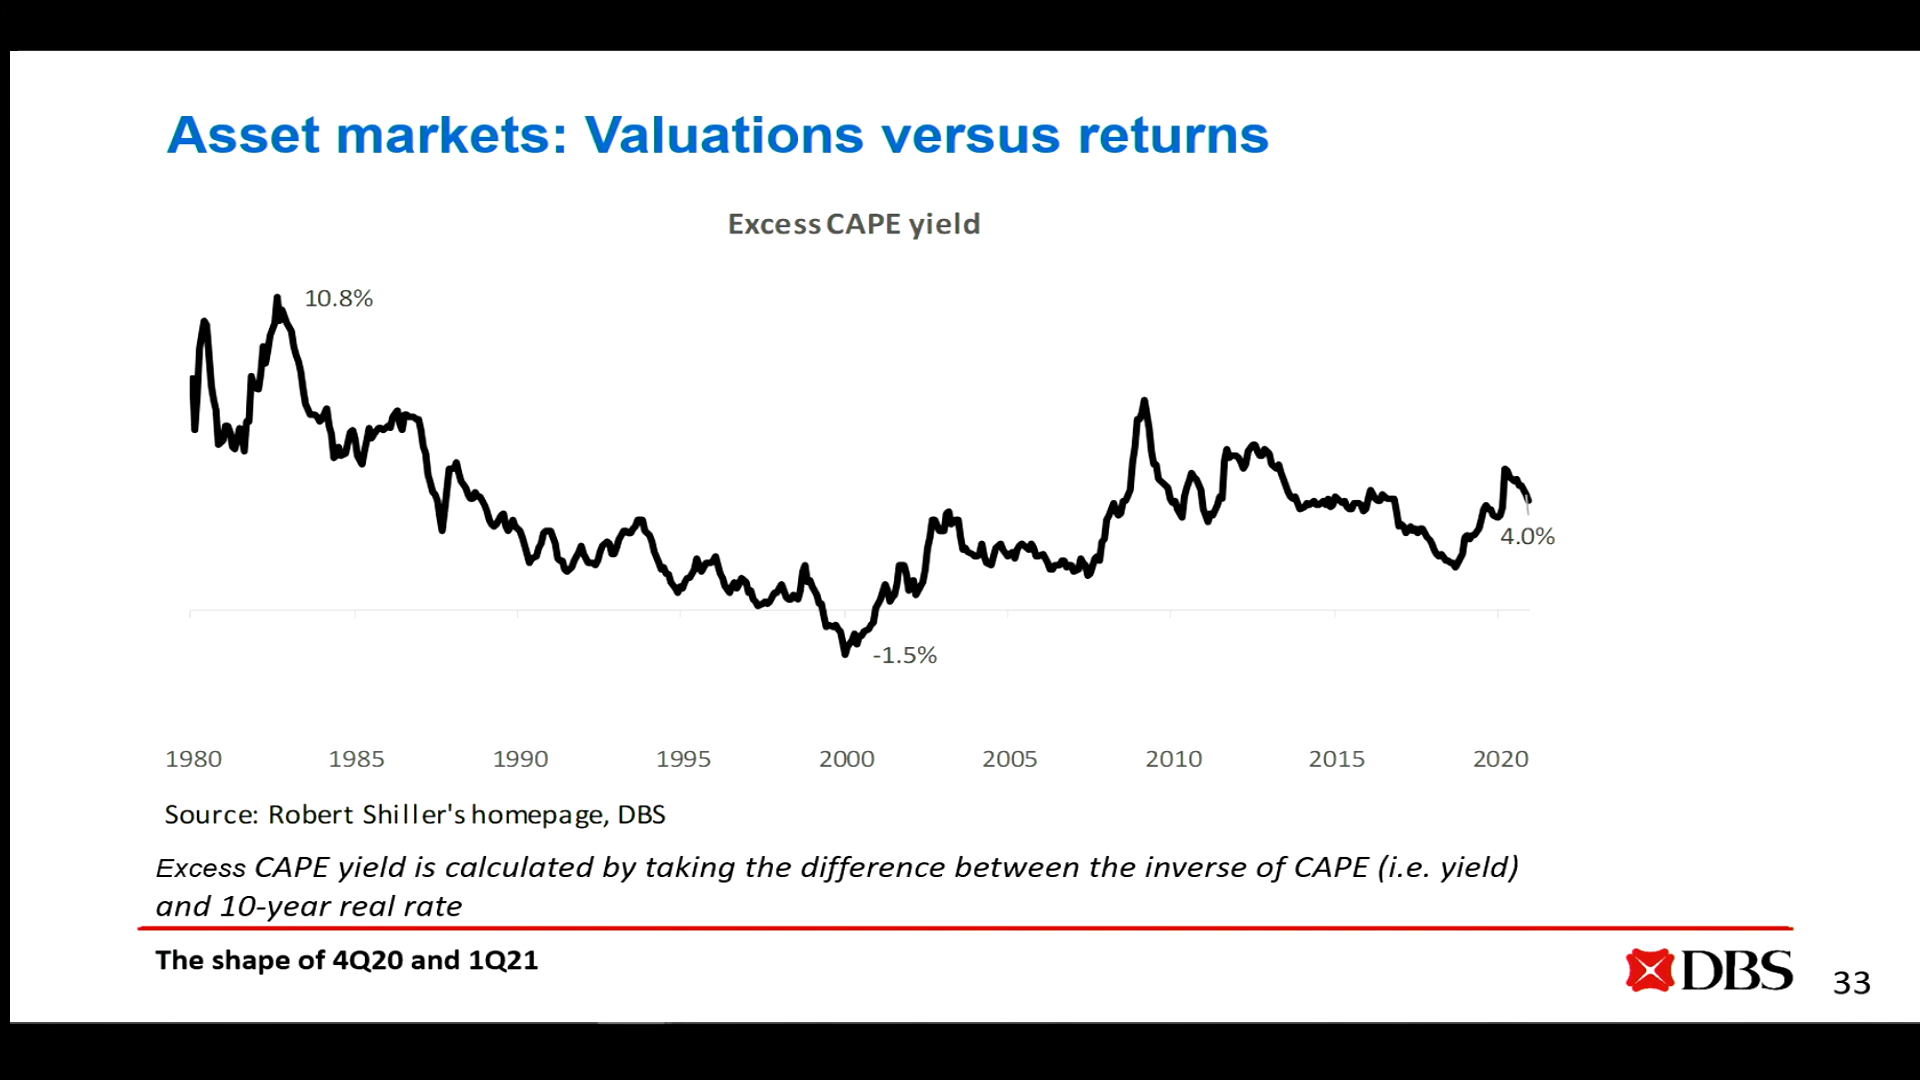 Asset markets: Valuations versus returns
Excess CAPE yield
10.8%
4.0%
-1.5%
1980 1985 1990 1995 2000 2005 2010 2015 2020
Source: Robert Shiller's homepage, DBS
Excess CAPE yield is calculated by taking the difference between the inverse of CAPE (i.e. yield)
and 10-year real rate
The shape of 4Q20 and 1Q21
DBS
33